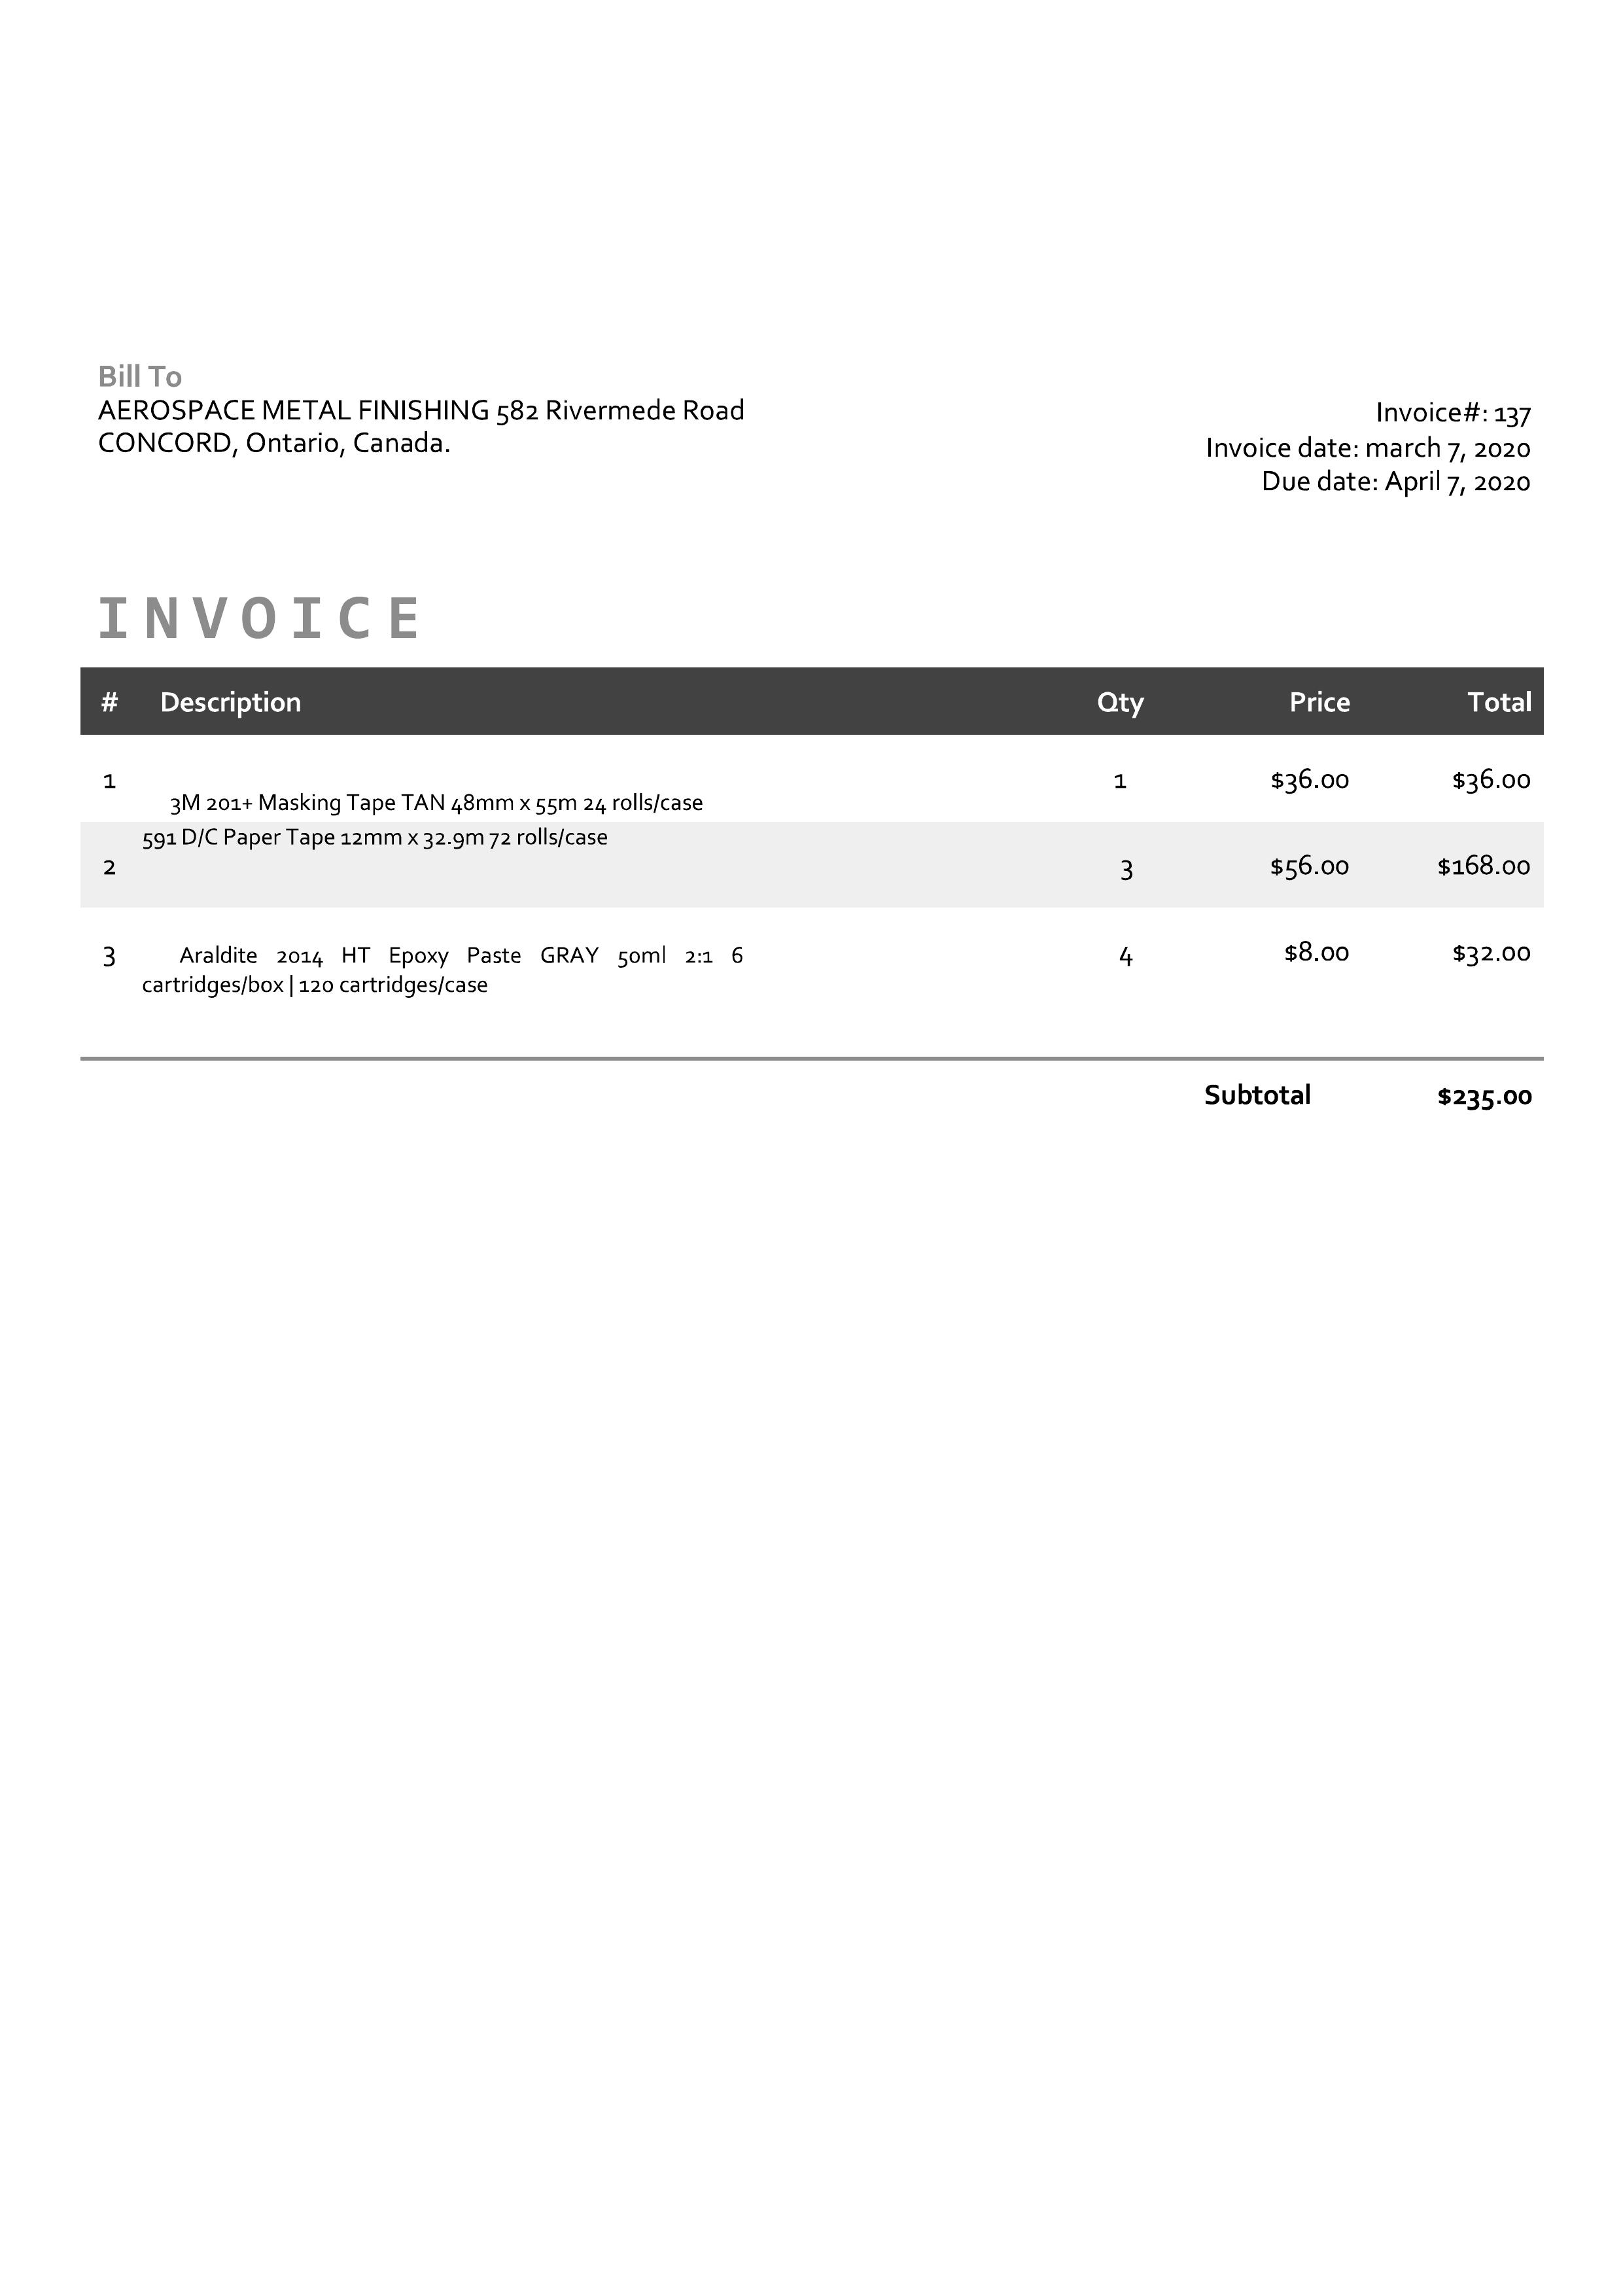 Bill To
AEROSPACE METAL FINISHING 582 Rivermede Road
CONCORD, Ontario, Canada.
Invoice#: 137
Invoice date: march 7, 2020
Due date: April 7, 2020
INVOICE
# Description Qty Price Total
1 3M 201+ Masking Tape TAN 48mm x 55m 24 rolls/case 1 $36.00 $36.00
591 D/C Paper Tape 12mm x 32.9m 72 rolls/case
2 3 $56.00 $168.00
3 Araldite 2014 HT Epoxy Paste GRAY 50ml 2:1 6 4 $8.00 $32.00
cartridges/box | 120 cartridges/case
Subtotal $235.00